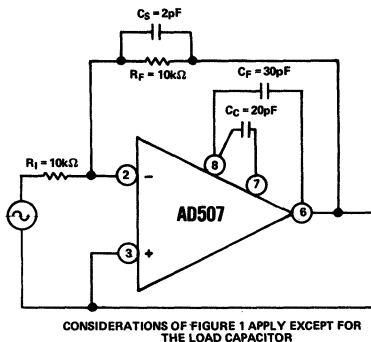 CS = 2pF
RF = 10kΩ
CF = 30pF
CC = 20pF
RI = 10kΩ
8
7
2
−
AD507
6
3
+
CONSIDERATIONS OF FIGURE 1 APPLY EXCEPT FOR
THE LOAD CAPACITOR